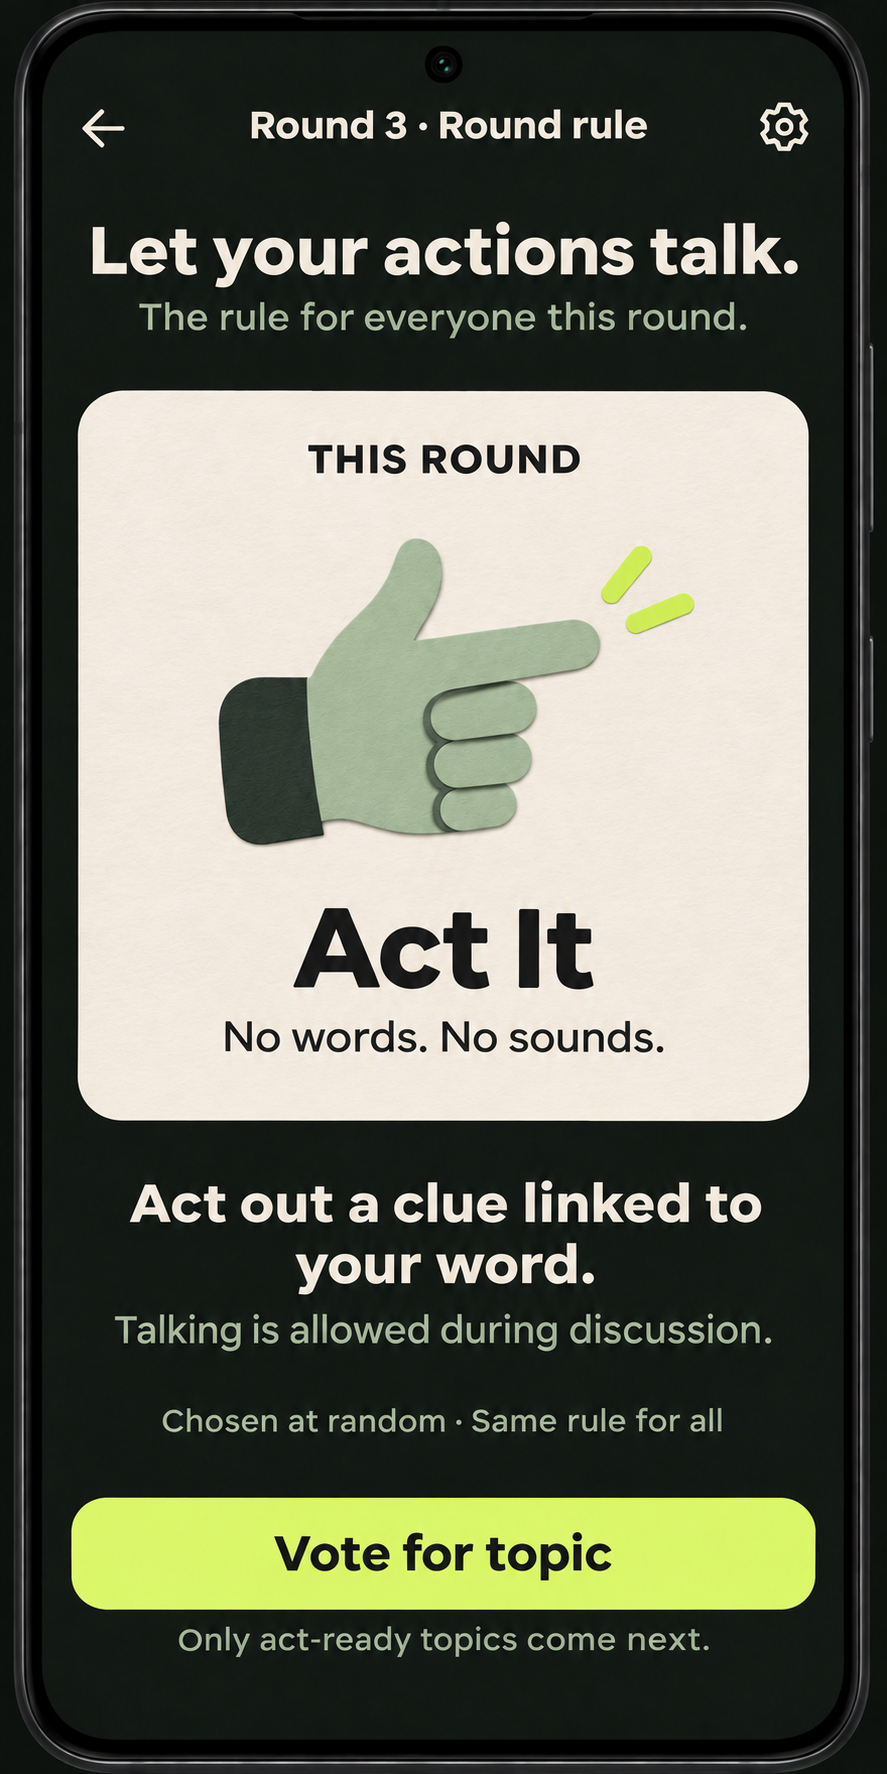 Round 3 · Round rule
Let your actions talk.
The rule for everyone this round.
THIS ROUND
Act It
No words. No sounds.
Act out a clue linked to
your word.
Talking is allowed during discussion.
Chosen at random · Same rule for all
Vote for topic
Only act-ready topics come next.